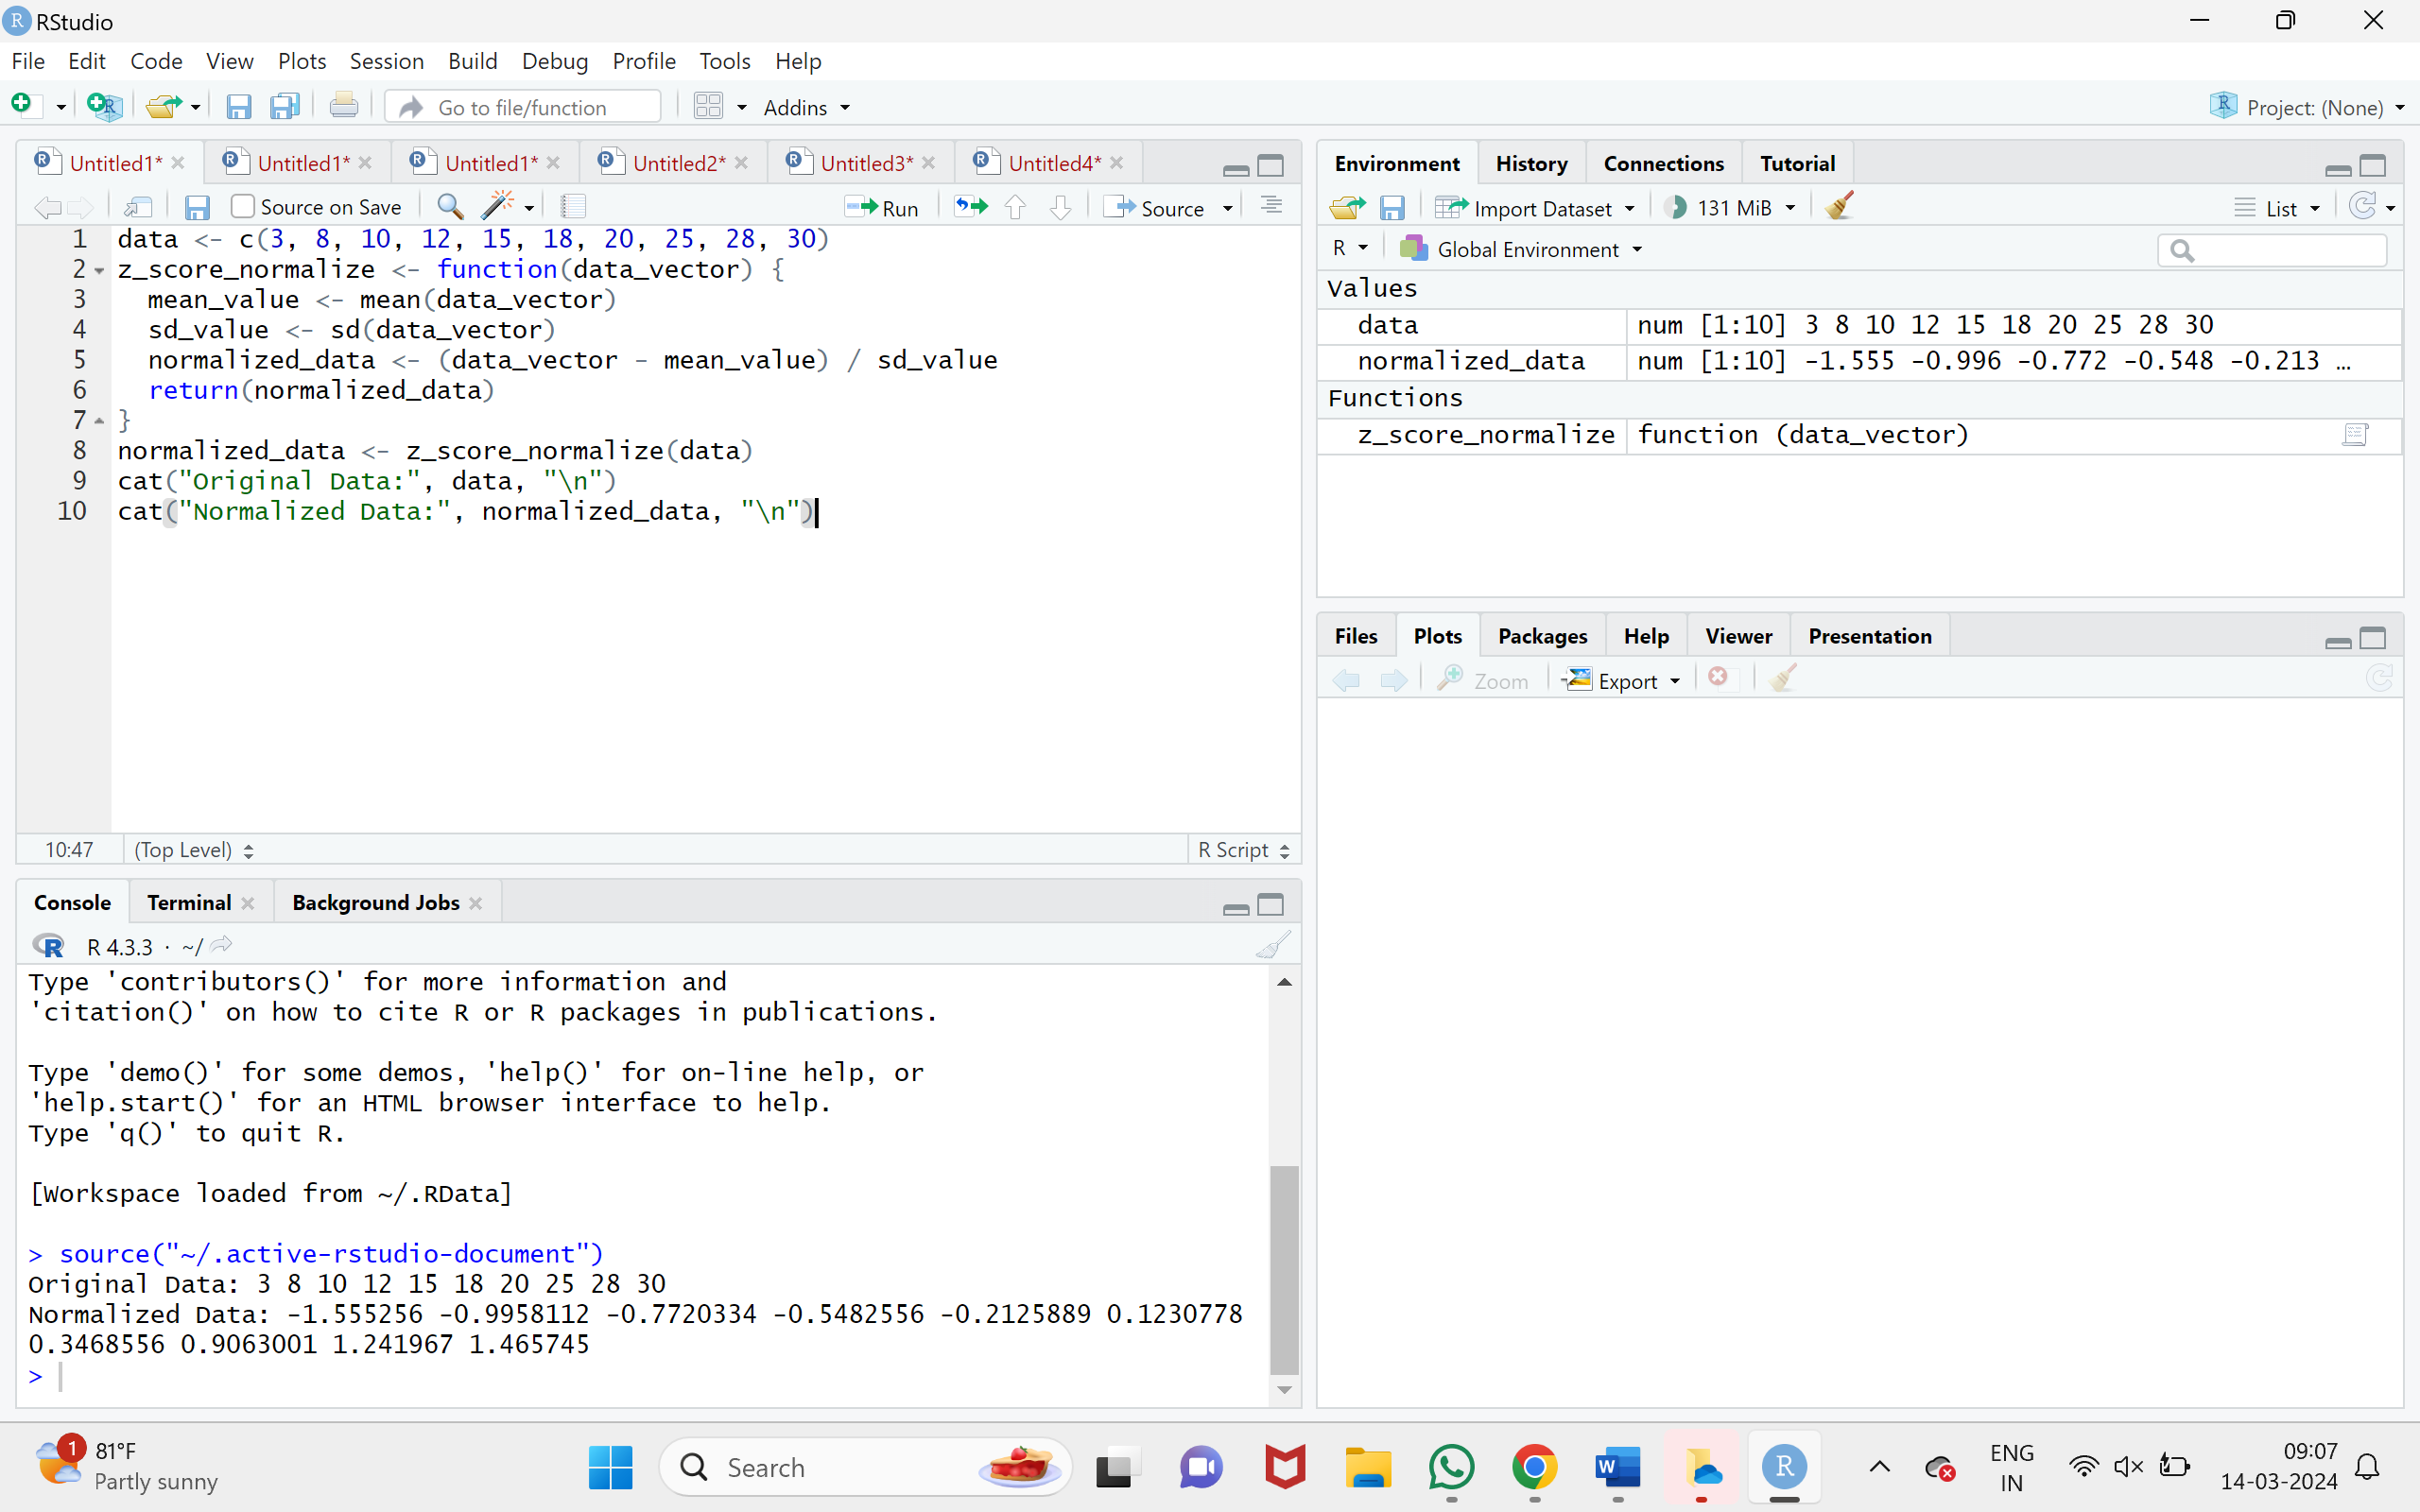 RStudio
File Edit Code View Plots Session Build Debug Profile Tools Help
Go to file/function Addins Project: (None)
Untitled1* Untitled1* Untitled1* Untitled2* Untitled3* Untitled4*
Source on Save Run Source
1 data <- c(3, 8, 10, 12, 15, 18, 20, 25, 28, 30)
2 z_score_normalize <- function(data_vector) {
3 mean_value <- mean(data_vector)
4 sd_value <- sd(data_vector)
5 normalized_data <- (data_vector - mean_value) / sd_value
6 return(normalized_data)
7 }
8 normalized_data <- z_score_normalize(data)
9 cat("Original Data:", data, "\n")
10 cat("Normalized Data:", normalized_data, "\n")
10:47 (Top Level) R Script
Console Terminal Background Jobs
R 4.3.3 · ~/
Type 'contributors()' for more information and
'citation()' on how to cite R or R packages in publications.
Type 'demo()' for some demos, 'help()' for on-line help, or
'help.start()' for an HTML browser interface to help.
Type 'q()' to quit R.
[Workspace loaded from ~/.RData]
> source("~/.active-rstudio-document")
Original Data: 3 8 10 12 15 18 20 25 28 30
Normalized Data: -1.555256 -0.9958112 -0.7720334 -0.5482556 -0.2125889 0.1230778
0.3468556 0.9063001 1.241967 1.465745
>
Environment History Connections Tutorial
Import Dataset 131 MiB List
R Global Environment
Values
data num [1:10] 3 8 10 12 15 18 20 25 28 30
normalized_data num [1:10] -1.555 -0.996 -0.772 -0.548 -0.213 ...
Functions
z_score_normalize function (data_vector)
Files Plots Packages Help Viewer Presentation
Zoom Export
1 81°F
Partly sunny
Search
ENG
IN
09:07
14-03-2024